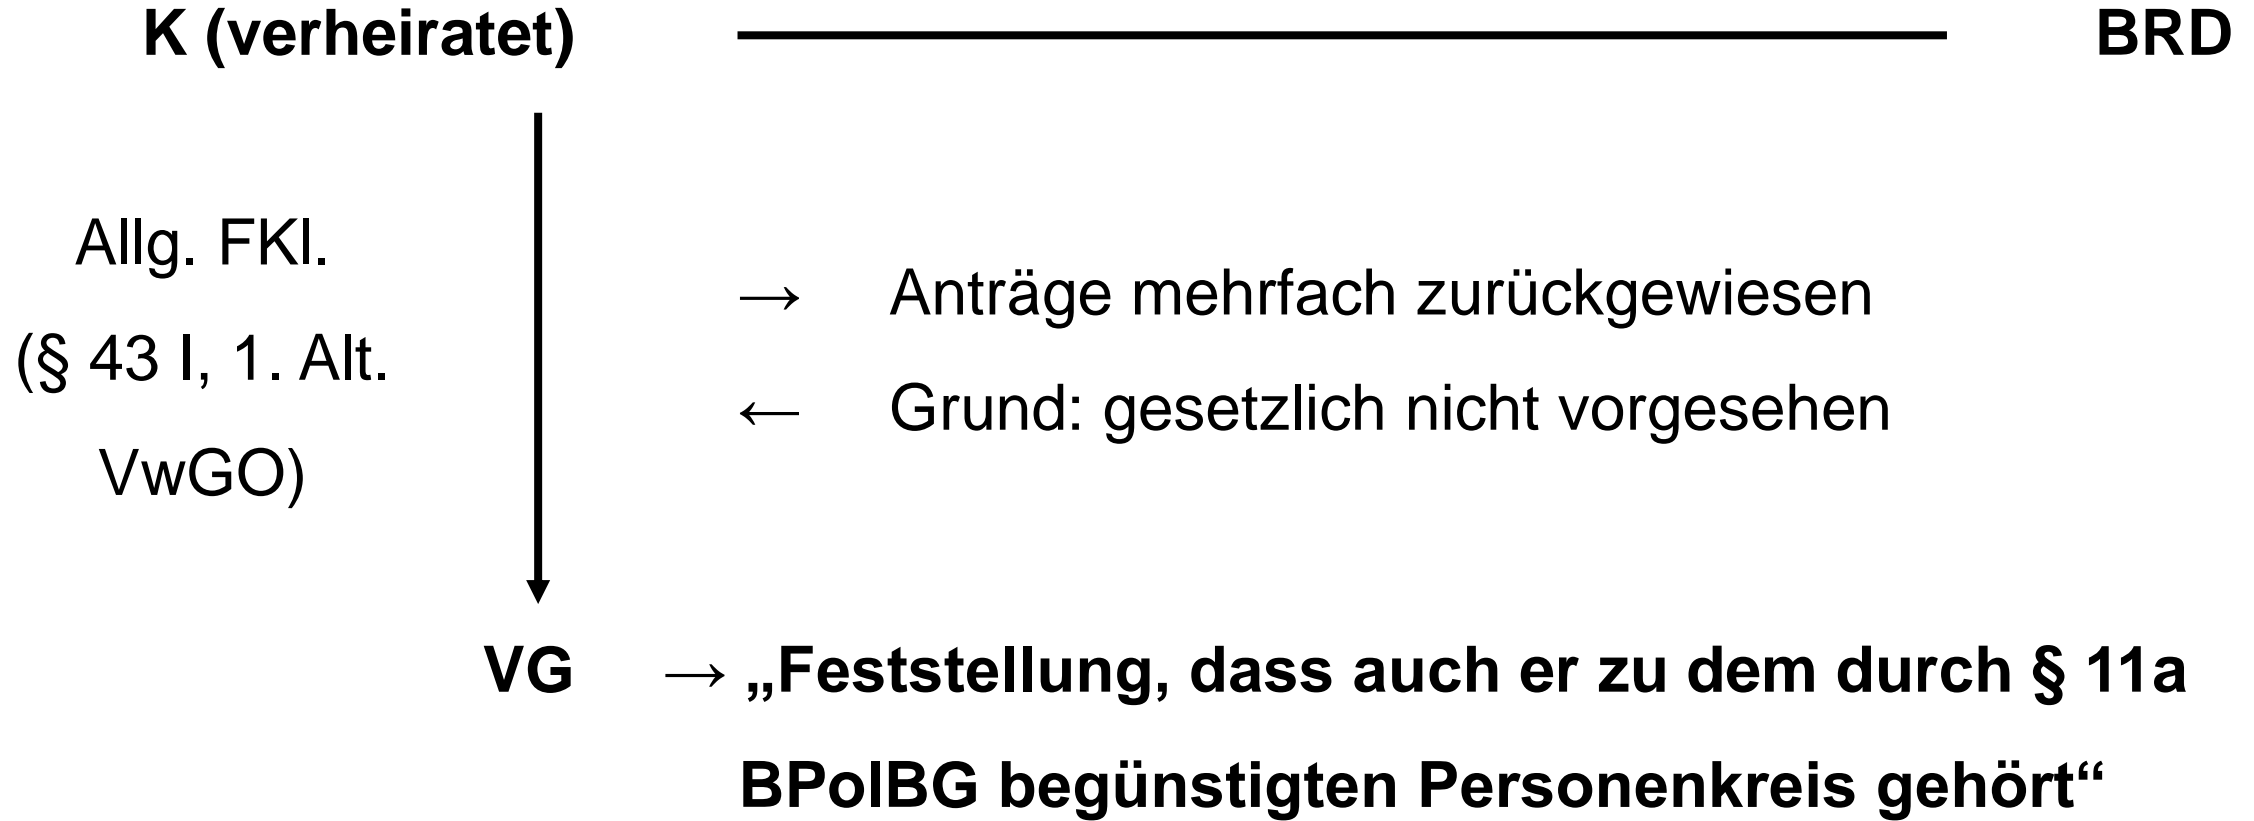 K (verheiratet) BRD
Allg. FKl.
(§ 43 I, 1. Alt.
VwGO)
→ Anträge mehrfach zurückgewiesen
← Grund: gesetzlich nicht vorgesehen
VG → „Feststellung, dass auch er zu dem durch § 11a
BPolBG begünstigten Personenkreis gehört“